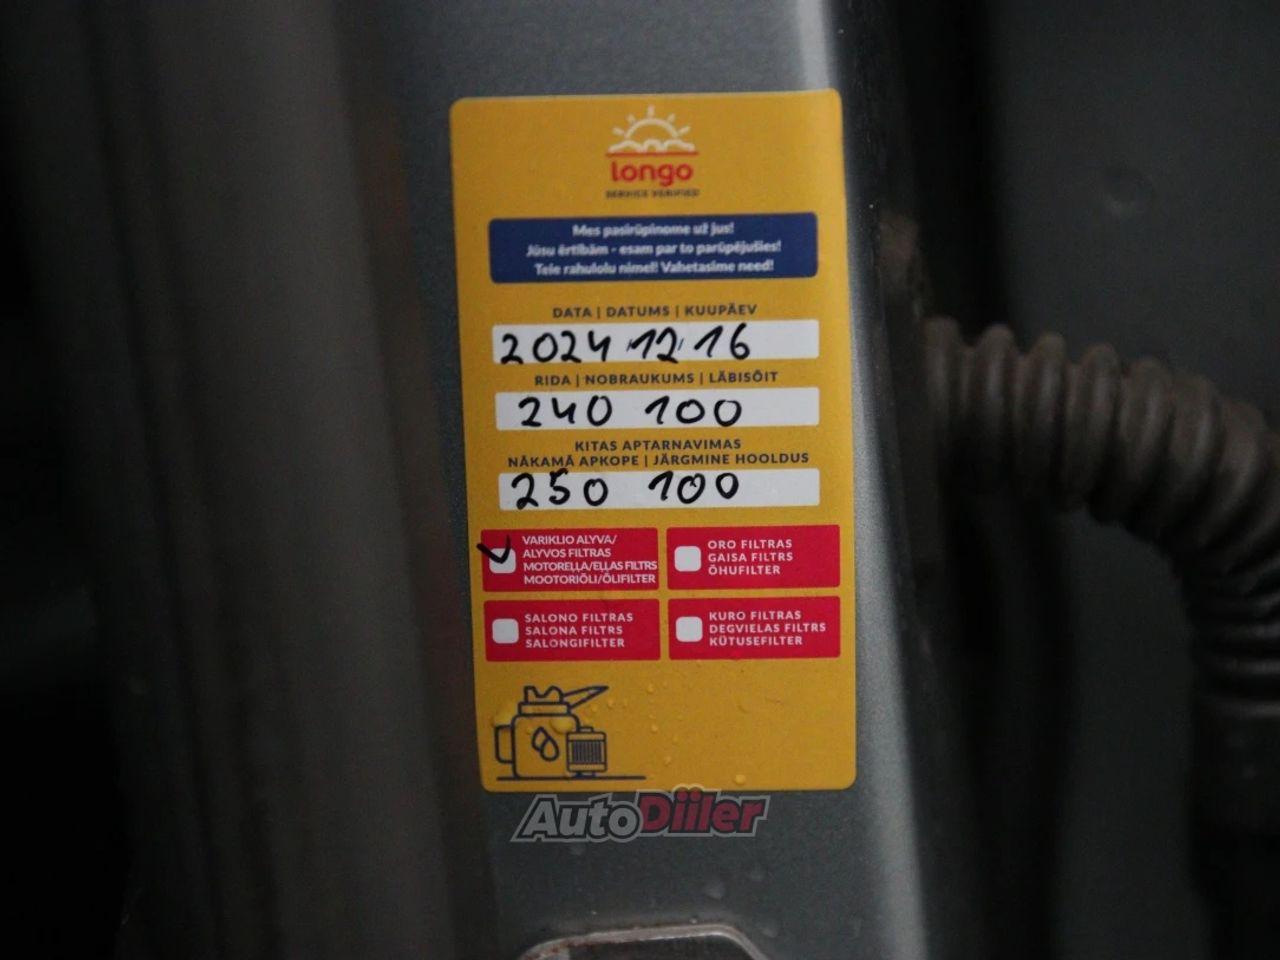 longo
SERVICE VERIFIED
Mes pasirūpinome už jus!
Jūsu ērtībām - esam par to parūpējušies!
Teie rahulolu nimel! Vahetasime need!
DATA | DATUMS | KUUPÄEV
2024 12 16
RIDA | NOBRAUKUMS | LÄBISÕIT
240 100
KITAS APTARNAVIMAS
NĀKAMĀ APKOPE | JÄRGMINE HOOLDUS
250 100
VARIKLIO ALYVA/
ALYVOS FILTRAS
MOTOREĻĻA/EĻĻAS FILTRS
MOOTORIÕLI/ÕLIFILTER
ORO FILTRAS
GAISA FILTRS
ÕHUFILTER
SALONO FILTRAS
SALONA FILTRS
SALONGIFILTER
KURO FILTRAS
DEGVIELAS FILTRS
KÜTUSEFILTER
AutoDiiler